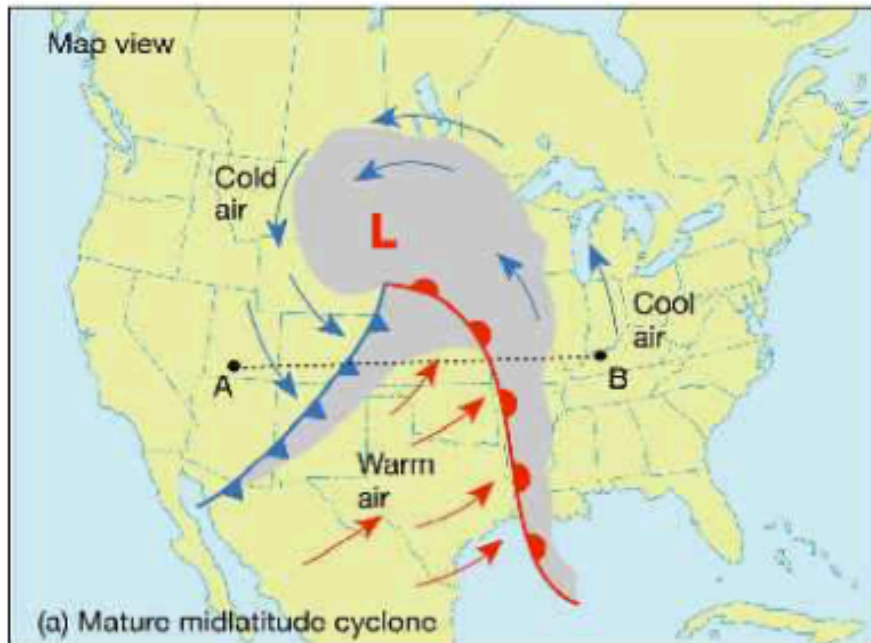 Map view
Cold
air
L
Cool
air
A
B
Warm
air
(a) Mature midlatitude cyclone